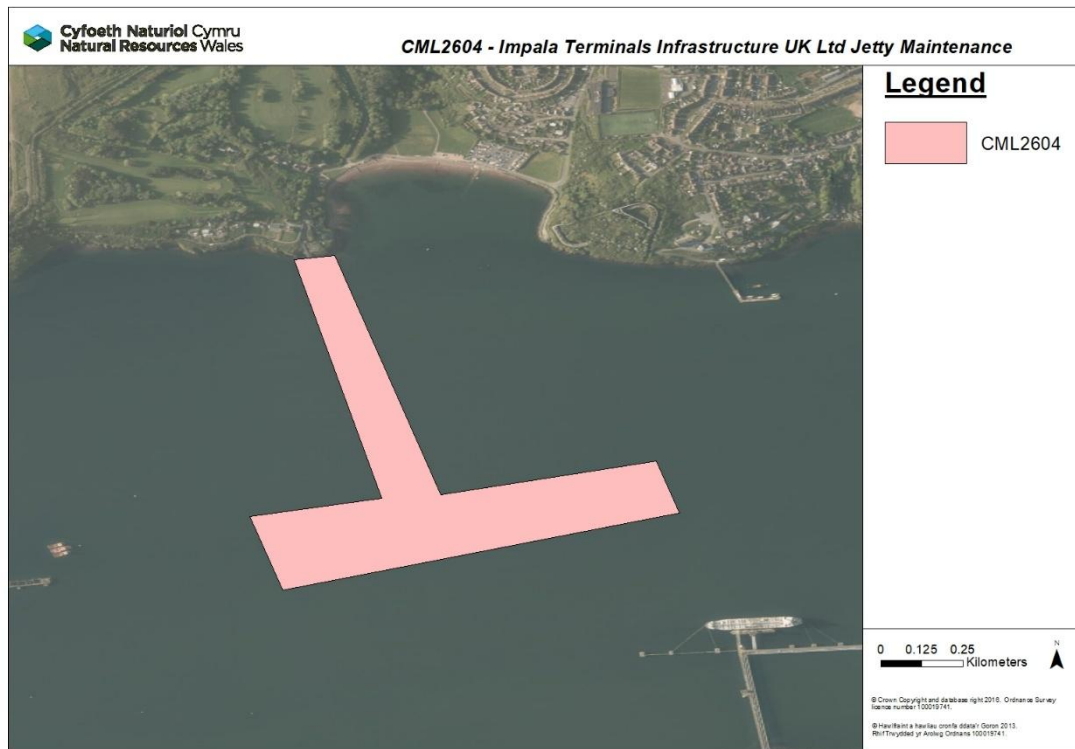 Cyfoeth Naturiol Cymru
Natural Resources Wales
CML2604 - Impala Terminals Infrastructure UK Ltd Jetty Maintenance
Legend
CML2604
0 0.125 0.25
Kilometers
N
© Crown Copyright and database right 2016. Ordnance Survey
licence number 100019741.
© Hawlfraint a hawliau cronfa ddata'r Goron 2013.
Rhif Trwydded yr Arolwg Ordnans 100019741.